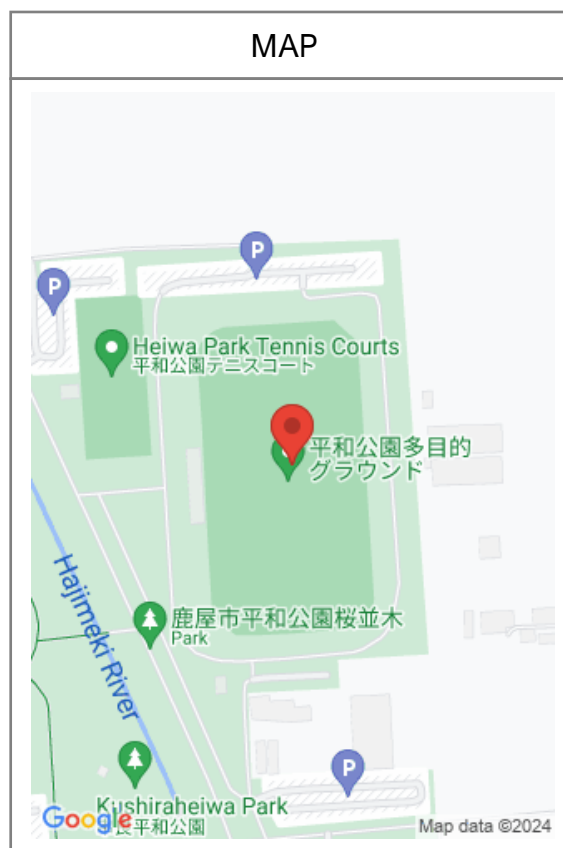 MAP
P
P
Heiwa Park Tennis Courts
平和公園テニスコート
平和公園多目的
グラウンド
Hajimeki River
鹿屋市平和公園桜並木
Park
P
Kushiraheiwa Park
平和公園
Google
Map data ©2024